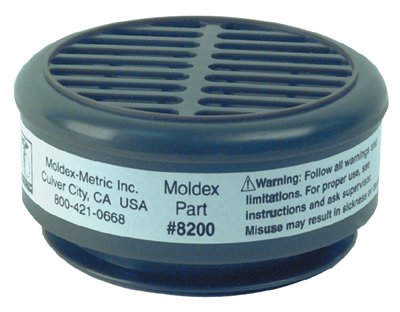 Moldex-Metric Inc.
Culver City, CA USA
800-421-0668
Moldex
Part
#8200
Warning: Follow all warnings and
limitations. For proper use, see
instructions and ask supervisor.
Misuse may result in sickness or